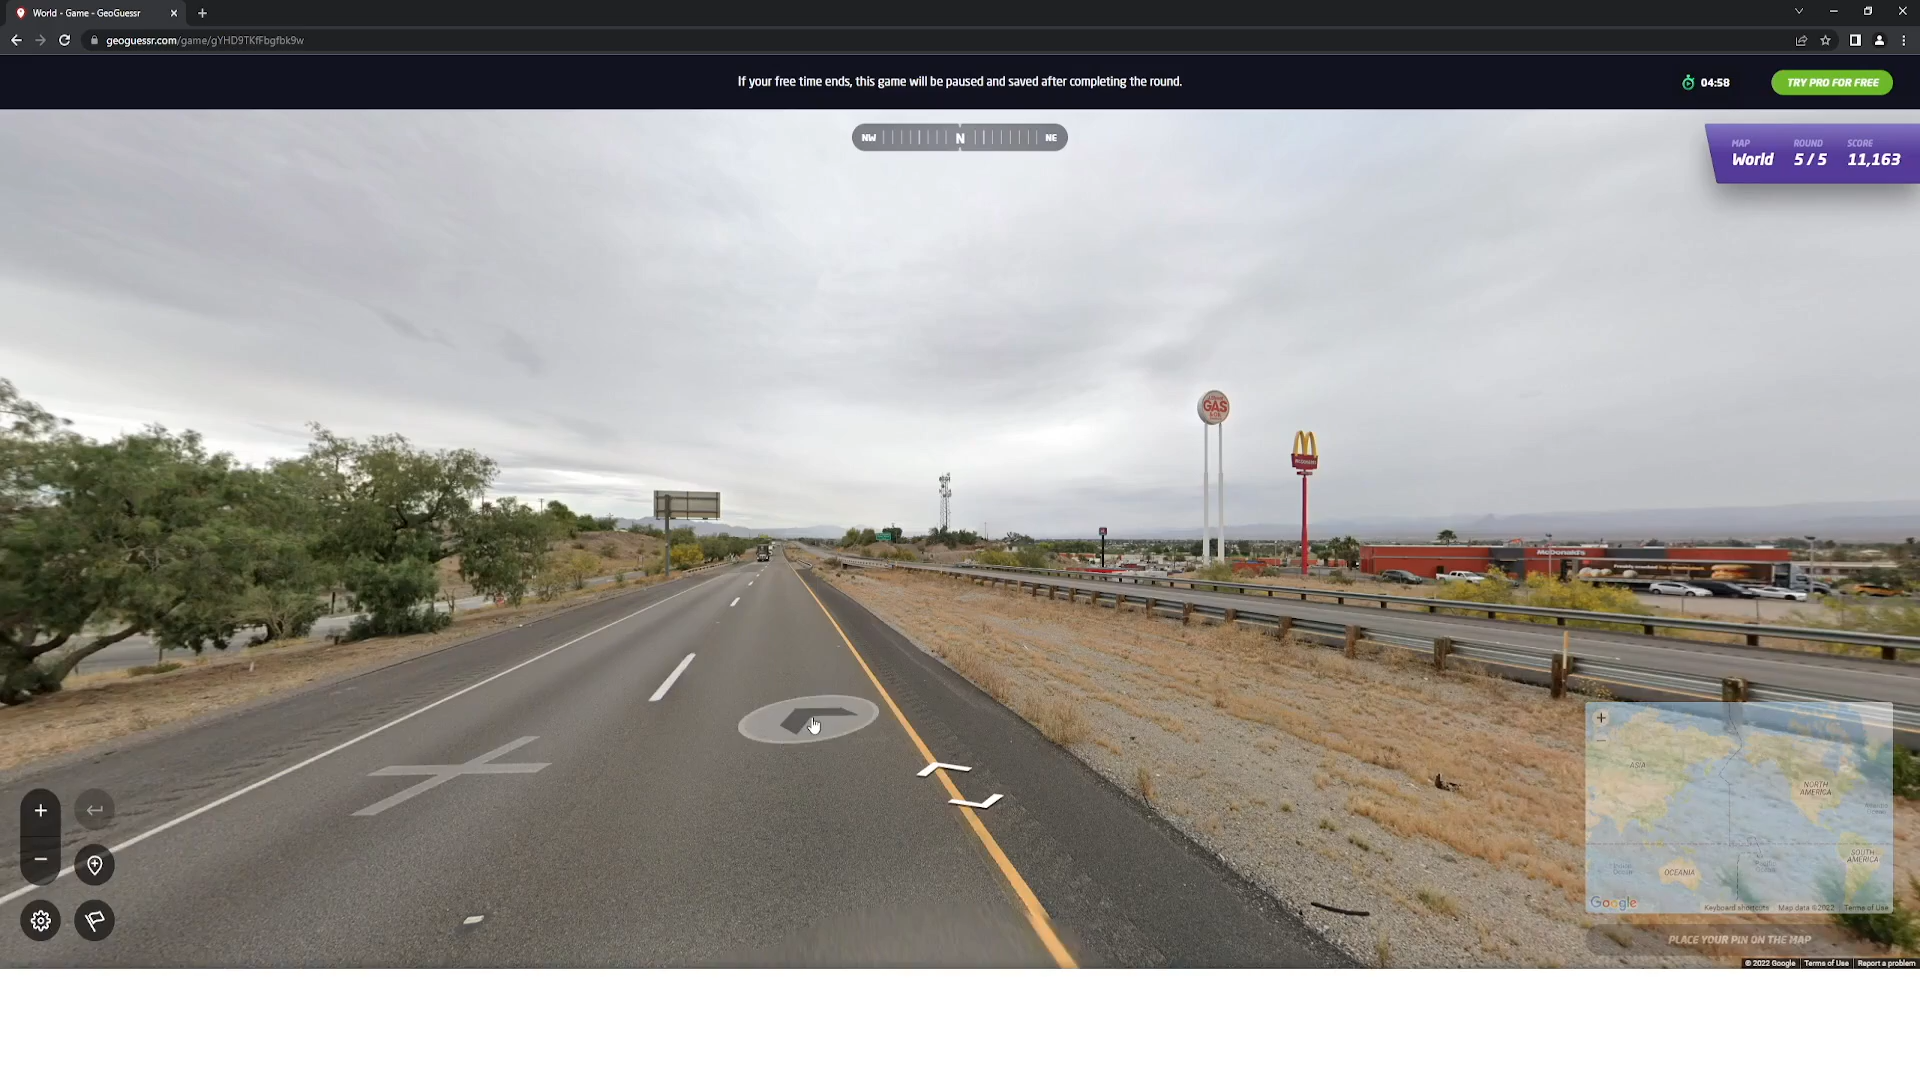 World - Game - GeoGuessr
geoguessr.com/game/gYHD9TKfFbgfbk9w
If your free time ends, this game will be paused and saved after completing the round.
04:58
TRY PRO FOR FREE
NW N NE
MAP ROUND SCORE
World 5 / 5 11,163
GAS
McDonald's
ASIA
NORTH AMERICA
SOUTH AMERICA
OCEANIA
Google
Keyboard shortcuts Map data ©2022 Terms of Use
PLACE YOUR PIN ON THE MAP
© 2022 Google Terms of Use Report a problem